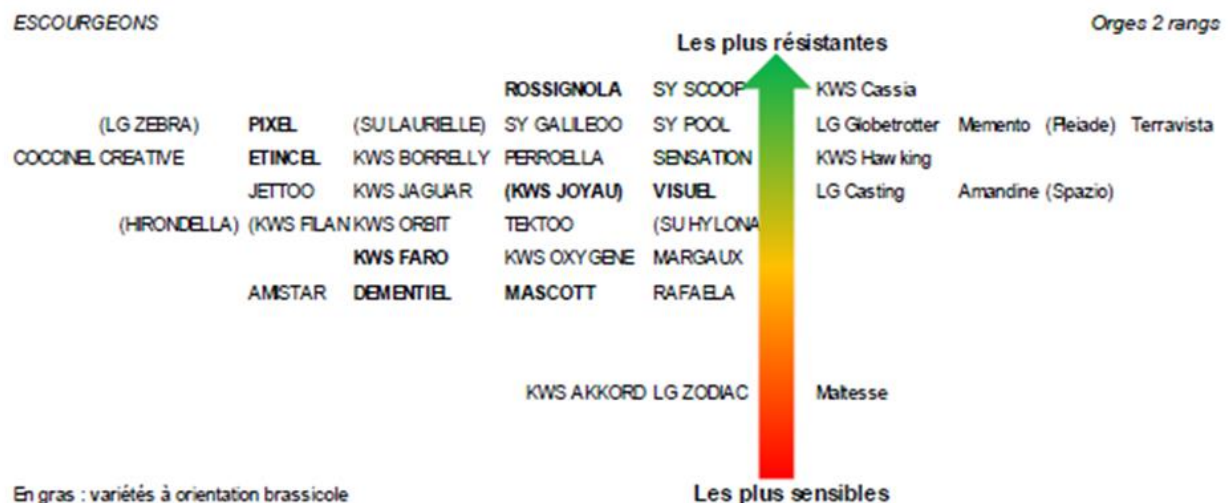 ESCOURGEONS Orges 2 rangs
Les plus résistantes
ROSSIGNOLA SY SCOOP KWS Cassia
(LG ZEBRA) PIXEL (SU LAURIELLE) SY GALILEOO SY POOL LG Globetrotter Memento (Pleiade) Terravista
COCCINEL CREATIVE ETINCEL KWS BORRELLY PERROELLA SENSATION KWS Hawking
JETTOO KWS JAGUAR (KWS JOYAU) VISUEL LG Casting Amandine (Spazio)
(HIRONDELLA) (KWS FILAN KWS ORBIT TEKTOO (SU HYLONA
KWS FARO KWS OXYGENE MARGAUX
AMISTAR DEMENTIEL MASCOTT RAFAELA
KWS AKKORD LG ZODIAC Maltesse
En gras : variétés à orientation brassicole Les plus sensibles